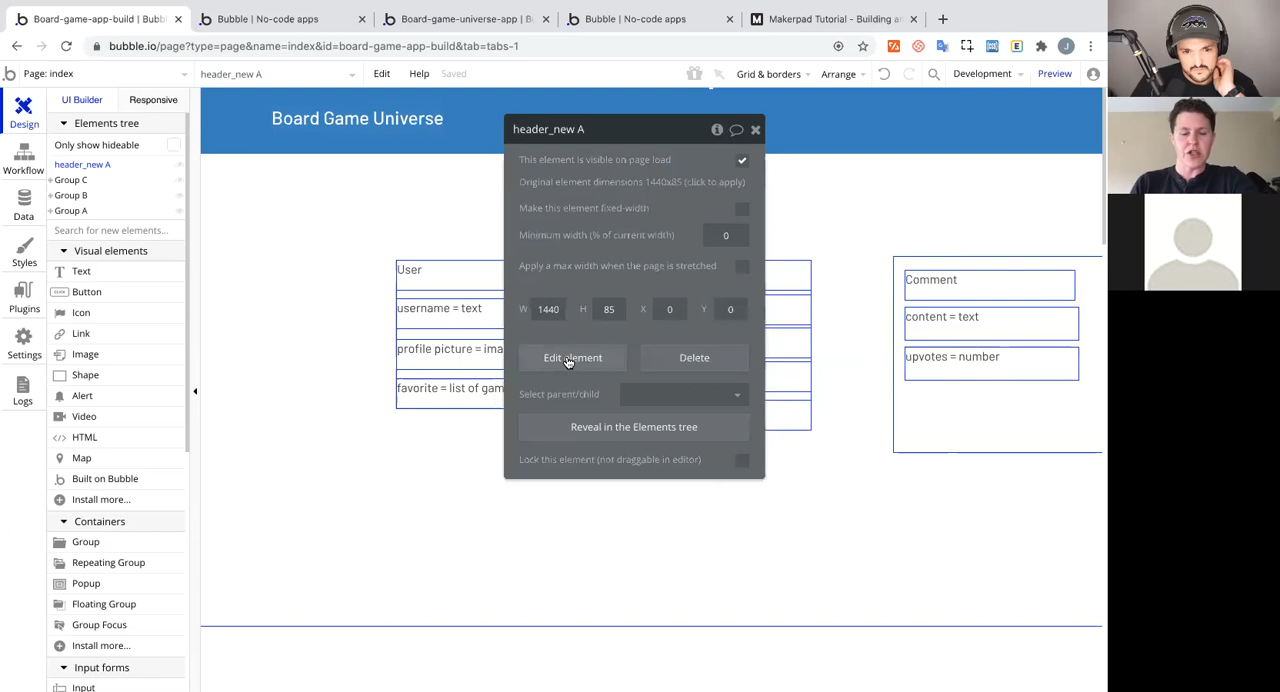 Board-game-app-build | Bubbl
Bubble | No-code apps
Board-game-universe-app | B
Bubble | No-code apps
Makerpad Tutorial - Building a
bubble.io/page?type=page&name=index&id=board-game-app-build&tab=tabs-1
J
Page: index
header_new A
Edit
Help
Saved
Grid & borders
Arrange
Development
Preview
Design
Workflow
Data
Styles
Plugins
Settings
Logs
UI Builder
Responsive
Elements tree
Only show hideable
header_new A
Group C
Group B
Group A
Search for new elements...
Visual elements
Text
Button
Icon
Link
Image
Shape
Alert
Video
HTML
Map
Built on Bubble
Install more...
Containers
Group
Repeating Group
Popup
Floating Group
Group Focus
Install more...
Input forms
Input
Board Game Universe
User
username = text
profile picture = ima
favorite = list of gam
header_new A
This element is visible on page load
Original element dimensions 1440x85 (click to apply)
Make this element fixed-width
Minimum width (% of current width)
0
Apply a max width when the page is stretched
W 1440 H 85 X 0 Y 0
Edit element
Delete
Select parent/child
Reveal in the Elements tree
Lock this element (not draggable in editor)
Comment
content = text
upvotes = number